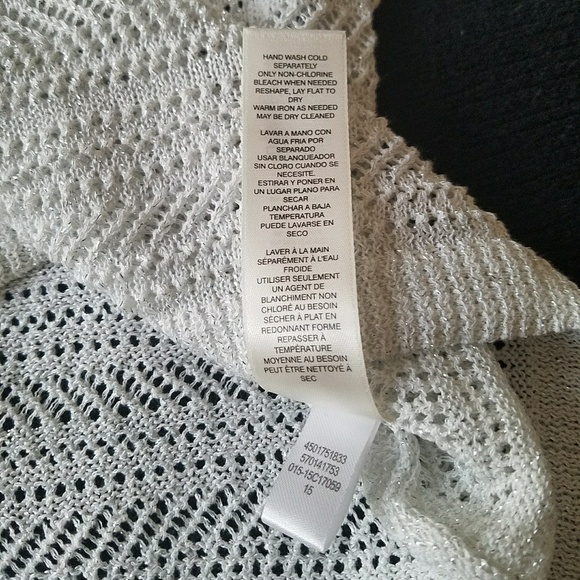 HAND WASH COLD
SEPARATELY
ONLY NON-CHLORINE
BLEACH WHEN NEEDED
RESHAPE, LAY FLAT TO
DRY
WARM IRON AS NEEDED
MAY BE DRY CLEANED
LAVAR A MANO CON
AGUA FRIA POR
SEPARADO
USAR BLANQUEADOR
SIN CLORO CUANDO SE
NECESITE.
ESTIRAR Y PONER EN
UN LUGAR PLANO PARA
SECAR
PLANCHAR A BAJA
TEMPERATURA
PUEDE LAVARSE EN
SECO
LAVER À LA MAIN
SÉPARÉMENT À L'EAU
FROIDE
UTILISER SEULEMENT
UN AGENT DE
BLANCHIMENT NON
CHLORÉ AU BESOIN
SÉCHER À PLAT EN
REDONNANT FORME
REPASSER À
TEMPÉRATURE
MOYENNE AU BESOIN
PEUT ÊTRE NETTOYÉ À
SEC
4501751833
570141753
015-15C17059
15